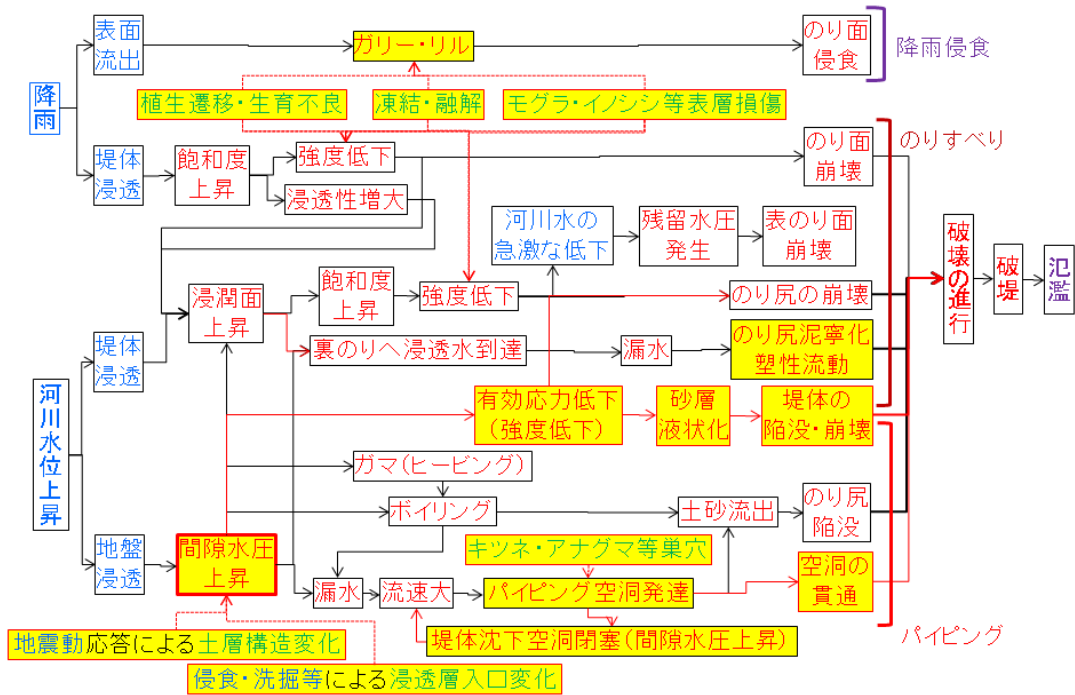 表面
流出
ガリー・リル
のり面
侵食
降雨侵食
降雨
植生遷移・生育不良
凍結・融解
モグラ・イノシシ等表層損傷
堤体
浸透
飽和度
上昇
強度低下
浸透性増大
のり面
崩壊
のりすべり
河川水の
急激な低下
残留水圧
発生
表のり面
崩壊
破壊の進行
破堤
氾濫
浸潤面
上昇
飽和度
上昇
強度低下
のり尻の崩壊
河川水位上昇
堤体
浸透
裏のりへ浸透水到達
漏水
のり尻泥寧化
塑性流動
有効応力低下
(強度低下)
砂層
液状化
堤体の
陥没・崩壊
ガマ(ヒービング)
ボイリング
土砂流出
のり尻
陥没
地盤
浸透
間隙水圧
上昇
キツネ・アナグマ等巣穴
漏水
流速大
パイピング空洞発達
空洞の
貫通
パイピング
堤体沈下空洞閉塞(間隙水圧上昇)
地震動応答による土層構造変化
侵食・洗掘等による浸透層入口変化